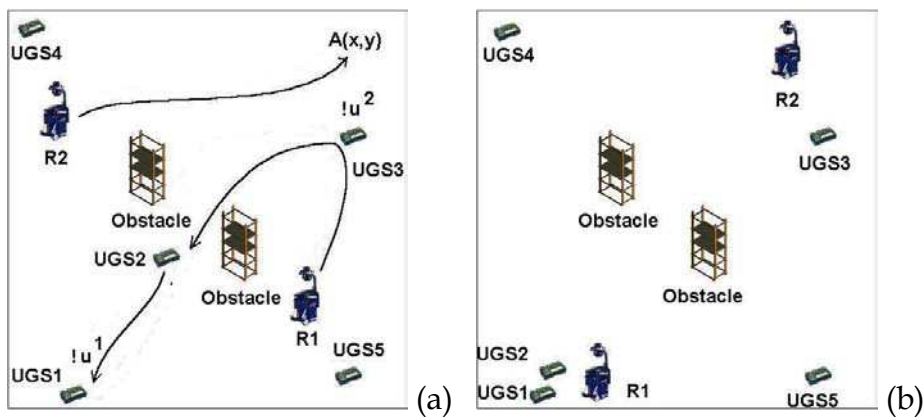 UGS4
A(x,y)
!u²
R2
UGS3
Obstacle
UGS2
Obstacle
R1
!u¹
UGS1
UGS5
(a)
UGS4
R2
UGS3
Obstacle
Obstacle
UGS2
UGS1
R1
UGS5
(b)